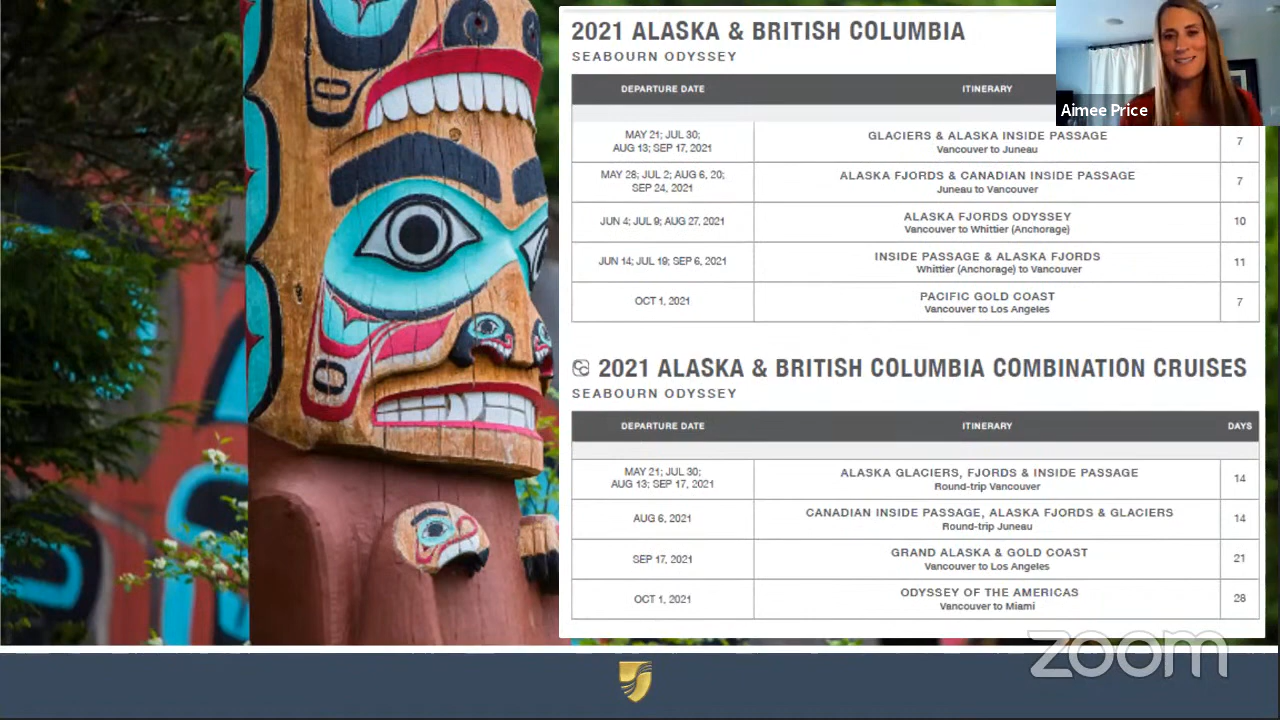 2021 ALASKA & BRITISH COLUMBIA
SEABOURN ODYSSEY
Aimee Price
DEPARTURE DATE ITINERARY
MAY 21; JUL 30;
AUG 13; SEP 17, 2021
GLACIERS & ALASKA INSIDE PASSAGE
Vancouver to Juneau
7
MAY 28; JUL 2; AUG 6, 20;
SEP 24, 2021
ALASKA FJORDS & CANADIAN INSIDE PASSAGE
Juneau to Vancouver
7
JUN 4; JUL 9; AUG 27, 2021
ALASKA FJORDS ODYSSEY
Vancouver to Whittier (Anchorage)
10
JUN 14; JUL 19; SEP 6, 2021
INSIDE PASSAGE & ALASKA FJORDS
Whittier (Anchorage) to Vancouver
11
OCT 1, 2021
PACIFIC GOLD COAST
Vancouver to Los Angeles
7
2021 ALASKA & BRITISH COLUMBIA COMBINATION CRUISES
SEABOURN ODYSSEY
DEPARTURE DATE ITINERARY DAYS
MAY 21; JUL 30;
AUG 13; SEP 17, 2021
ALASKA GLACIERS, FJORDS & INSIDE PASSAGE
Round-trip Vancouver
14
AUG 6, 2021
CANADIAN INSIDE PASSAGE, ALASKA FJORDS & GLACIERS
Round-trip Juneau
14
SEP 17, 2021
GRAND ALASKA & GOLD COAST
Vancouver to Los Angeles
21
OCT 1, 2021
ODYSSEY OF THE AMERICAS
Vancouver to Miami
28
zoom